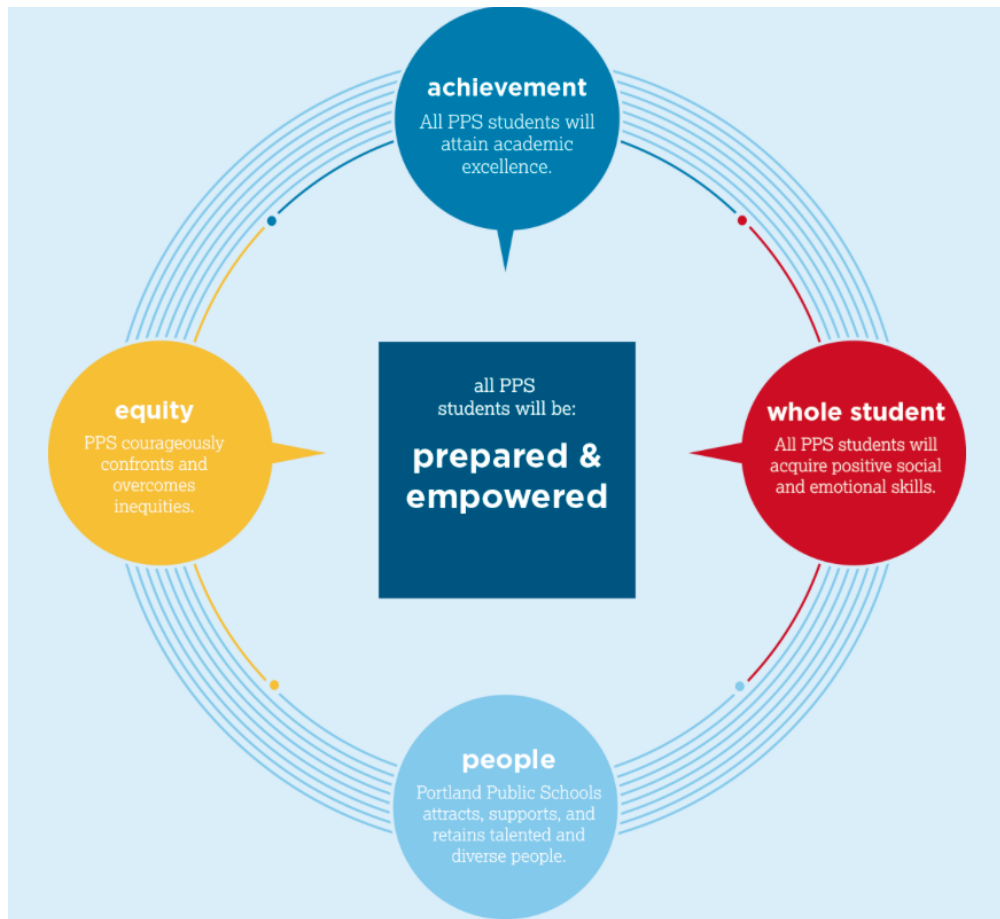 achievement
All PPS students will
attain academic
excellence.
equity
PPS courageously
confronts and
overcomes
inequities.
all PPS
students will be:
prepared &
empowered
whole student
All PPS students will
acquire positive social
and emotional skills.
people
Portland Public Schools
attracts, supports, and
retains talented and
diverse people.